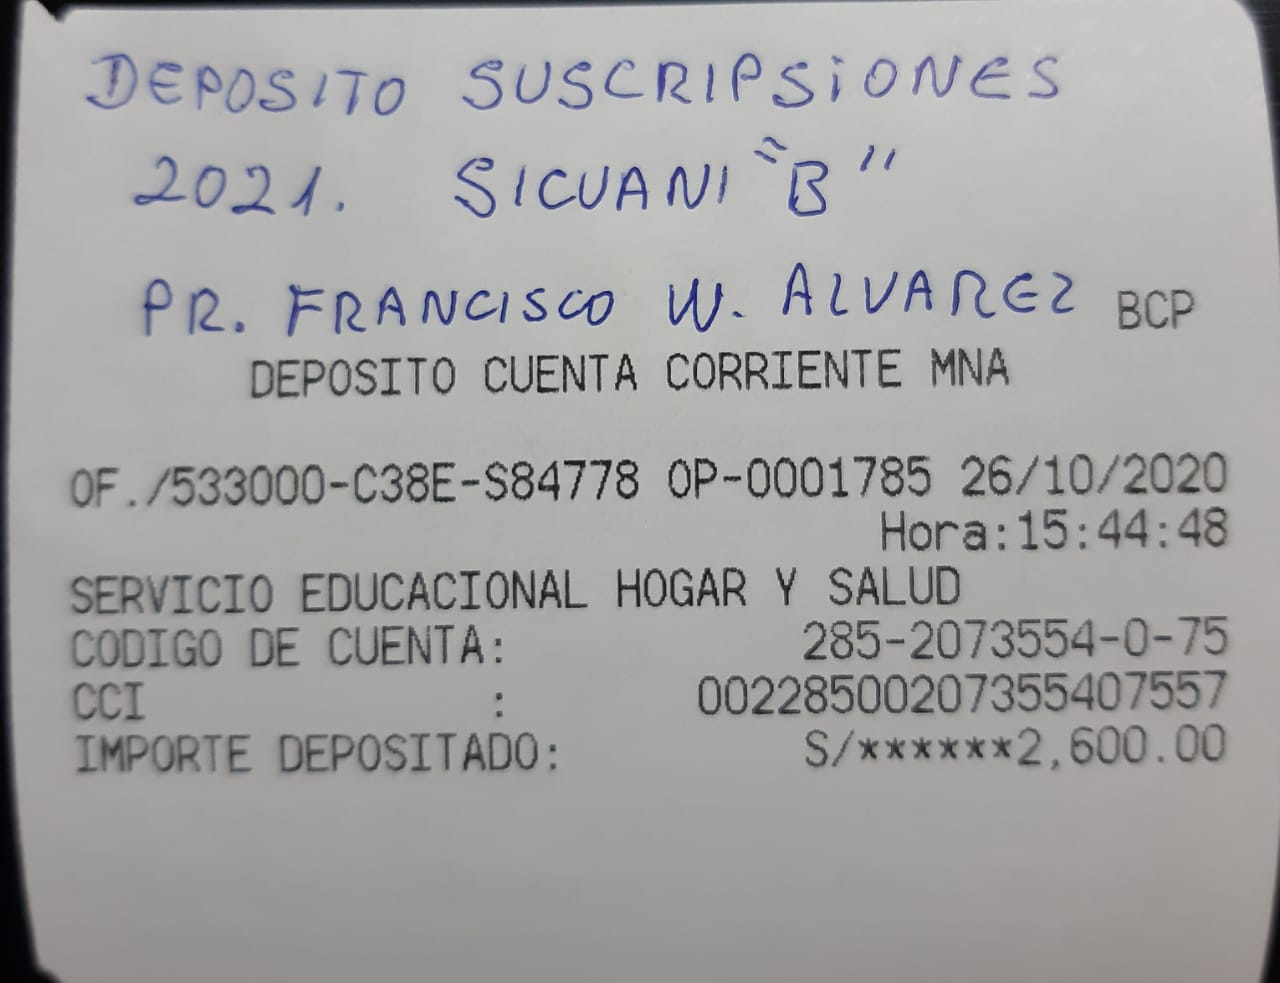 DEPOSITO SUSCRIPSIONES
2021. SICUANI "B"
PR. FRANCISCO W. ALVAREZ
BCP
DEPOSITO CUENTA CORRIENTE MNA
OF./533000-C38E-S84778 OP-0001785 26/10/2020
Hora:15:44:48
SERVICIO EDUCACIONAL HOGAR Y SALUD
CODIGO DE CUENTA: 285-2073554-0-75
CCI : 00228500207355407557
IMPORTE DEPOSITADO: S/******2,600.00